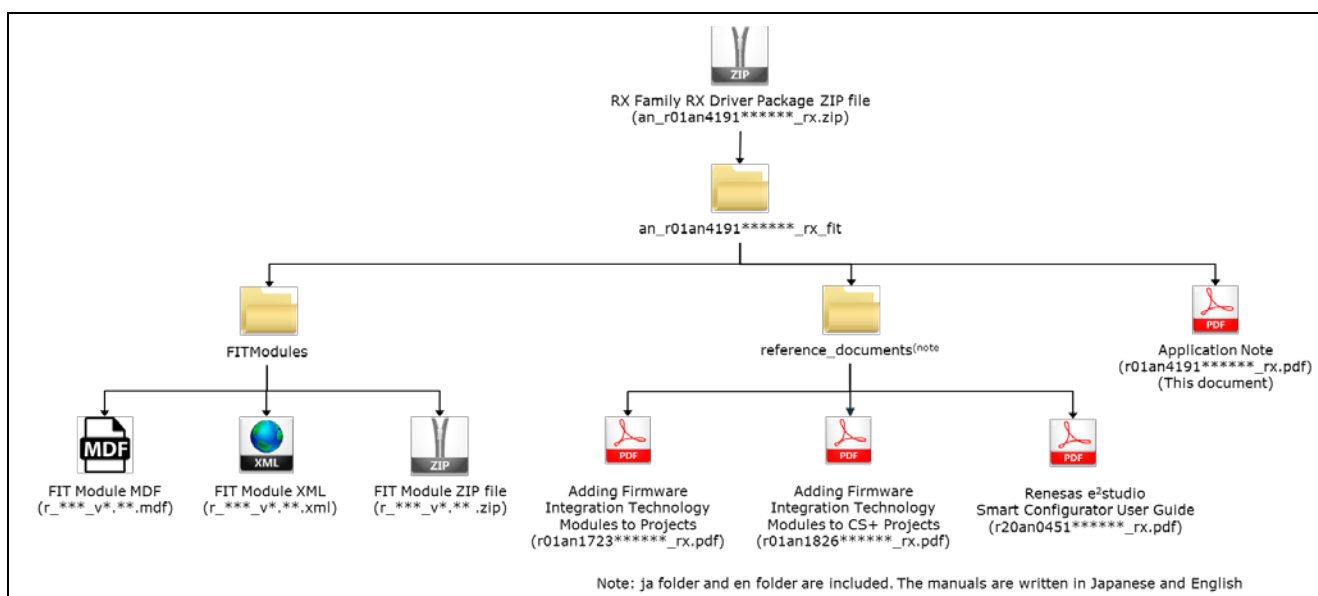 ZIP
RX Family RX Driver Package ZIP file
(an_r01an4191******_rx.zip)
an_r01an4191******_rx_fit
FITModules
reference_documents(note
PDF
Application Note
(r01an4191******_rx.pdf)
(This document)
MDF
FIT Module MDF
(r_***_v*.**.mdf)
XML
FIT Module XML
(r_***_v*.**.xml)
ZIP
FIT Module ZIP file
(r_***_v*.** .zip)
PDF
Adding Firmware
Integration Technology
Modules to Projects
(r01an1723******_rx.pdf)
PDF
Adding Firmware
Integration Technology
Modules to CS+ Projects
(r01an1826******_rx.pdf)
PDF
Renesas e²studio
Smart Configurator User Guide
(r20an0451******_rx.pdf)
Note: ja folder and en folder are included. The manuals are written in Japanese and English